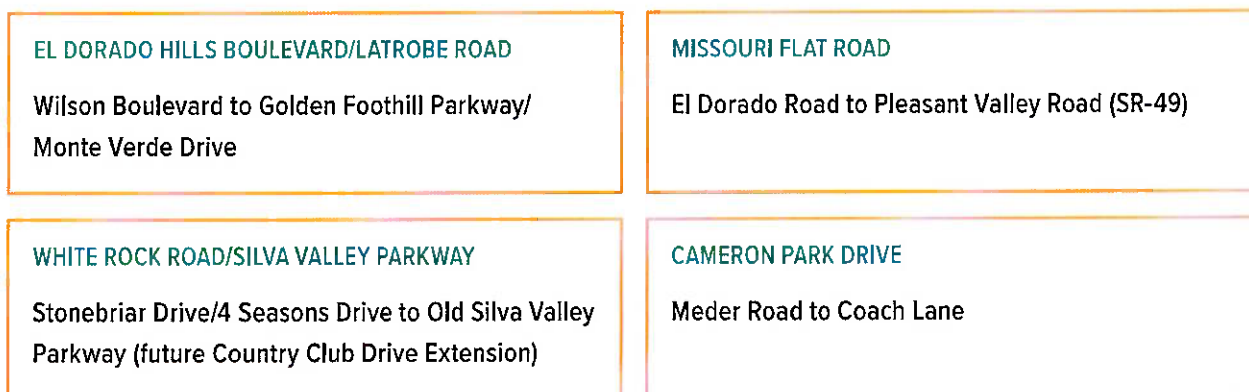 EL DORADO HILLS BOULEVARD/LATROBE ROAD
Wilson Boulevard to Golden Foothill Parkway/
Monte Verde Drive
MISSOURI FLAT ROAD
El Dorado Road to Pleasant Valley Road (SR-49)
WHITE ROCK ROAD/SILVA VALLEY PARKWAY
Stonebriar Drive/4 Seasons Drive to Old Silva Valley
Parkway (future Country Club Drive Extension)
CAMERON PARK DRIVE
Meder Road to Coach Lane